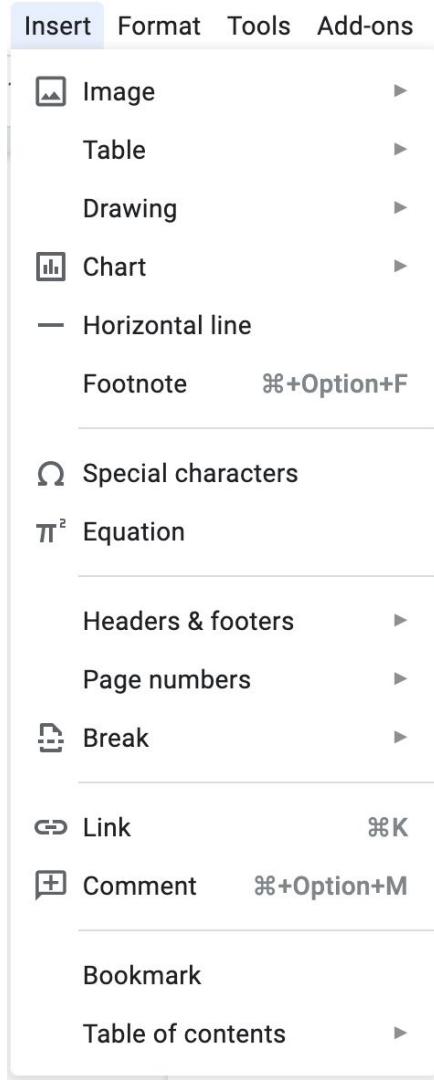 Insert Format Tools Add-ons
Image
Table
Drawing
Chart
Horizontal line
Footnote ⌘+Option+F
Special characters
Equation
Headers & footers
Page numbers
Break
Link ⌘K
Comment ⌘+Option+M
Bookmark
Table of contents